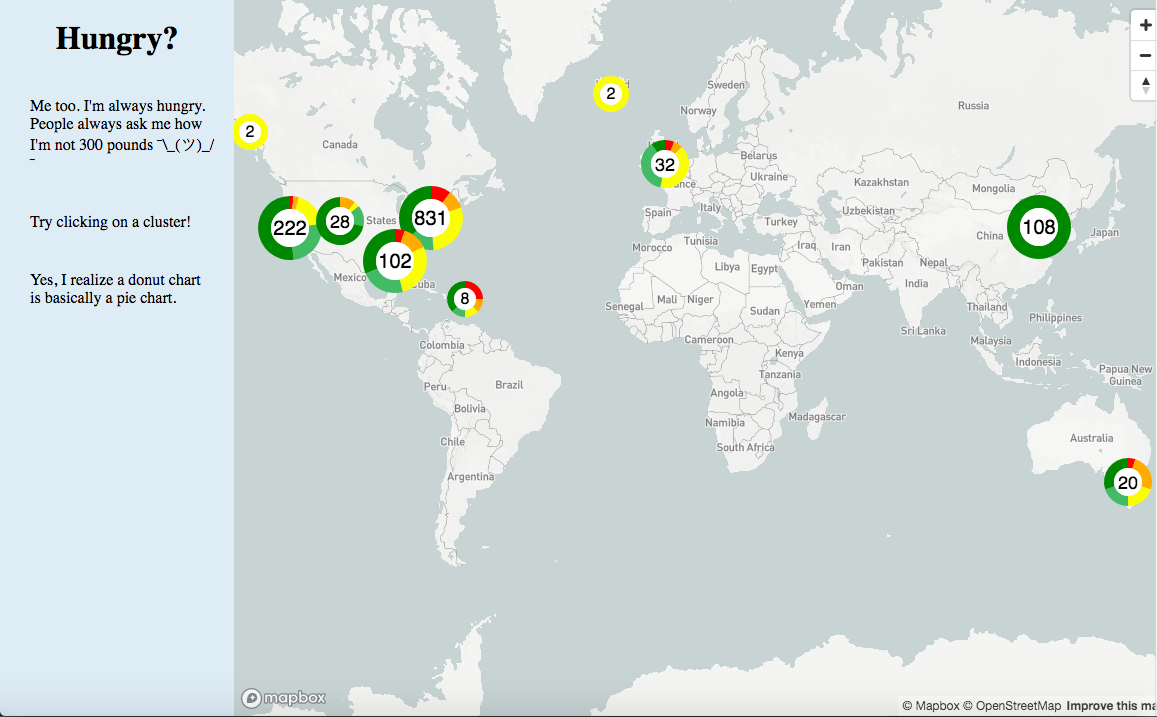 Hungry?
Me too. I'm always hungry.
People always ask me how
I'm not 300 pounds ¯\_(ツ)_/
¯
Try clicking on a cluster!
Yes, I realize a donut chart
is basically a pie chart.
2
Sweden
Norway
Russia
2
Canada
32
Belarus
Ukraine
Kazakhstan
Mongolia
222
28
States
831
Spain
Italy
Turkey
Uzbekistan
China
108
Japan
102
Morocco
Tunisia
Iraq
Iran
Pakistan
Nepal
Mexico
8
Libya
Egypt
Oman
India
Senegal
Mali
Niger
Sudan
Yemen
Thailand
Philippines
Sri Lanka
Colombia
Cameroon
Kenya
Malaysia
Indonesia
Papua New
Guinea
Peru
Brazil
Tanzania
Angola
Bolivia
Namibia
Madagascar
Chile
South Africa
Australia
Argentina
20
mapbox
© Mapbox © OpenStreetMap Improve this ma